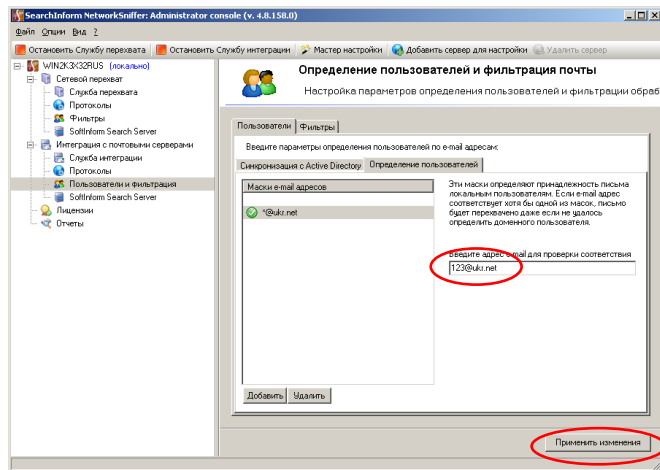 SearchInform NetworkSniffer: Administrator console (v. 4.8.158.0)
Файл Опции Вид ?
Остановить Службу перехвата Остановить Службу интеграции Мастер настройки Добавить сервер для настройки Удалить сервер
WIN2K3X32RUS (локально)
Сетевой перехват
Служба перехвата
Протоколы
Фильтры
SoftInform Search Server
Интеграция с почтовыми серверами
Служба интеграции
Протоколы
Пользователи и фильтрация
SoftInform Search Server
Лицензии
Отчеты
Определение пользователей и фильтрация почты
Настройка параметров определения пользователей и фильтрации обраб
Пользователи Фильтры
Введите параметры определения пользователей по e-mail адресам:
Синхронизация с Active Directory Определение пользователей
Маски e-mail адресов
*@ukr.net
Эти маски определяют принадлежность письма
локальным пользователям. Если e-mail адрес
соответствует хотя бы одной из масок, письмо
будет перехвачено даже если не удалось
определить доменного пользователя.
Введите адрес e-mail для проверки соответствия
123@ukr.net
Добавить Удалить
Применить изменения